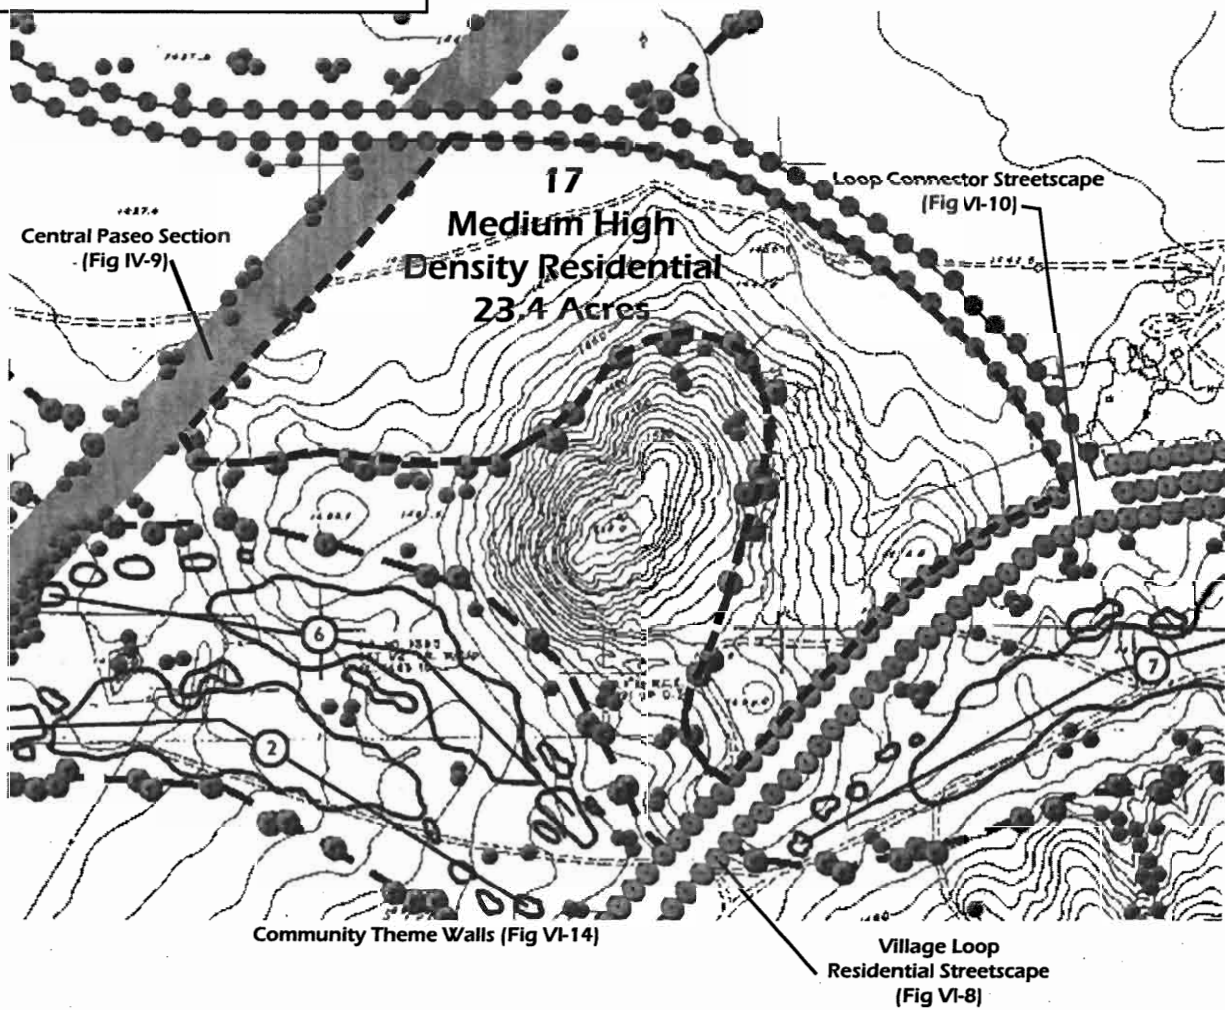 17
Medium High
Density Residential
23.4 Acres
Loop Connector Streetscape
(Fig VI-10)
Central Paseo Section
(Fig IV-9)
6
7
2
Community Theme Walls (Fig VI-14)
Village Loop
Residential Streetscape
(Fig VI-8)